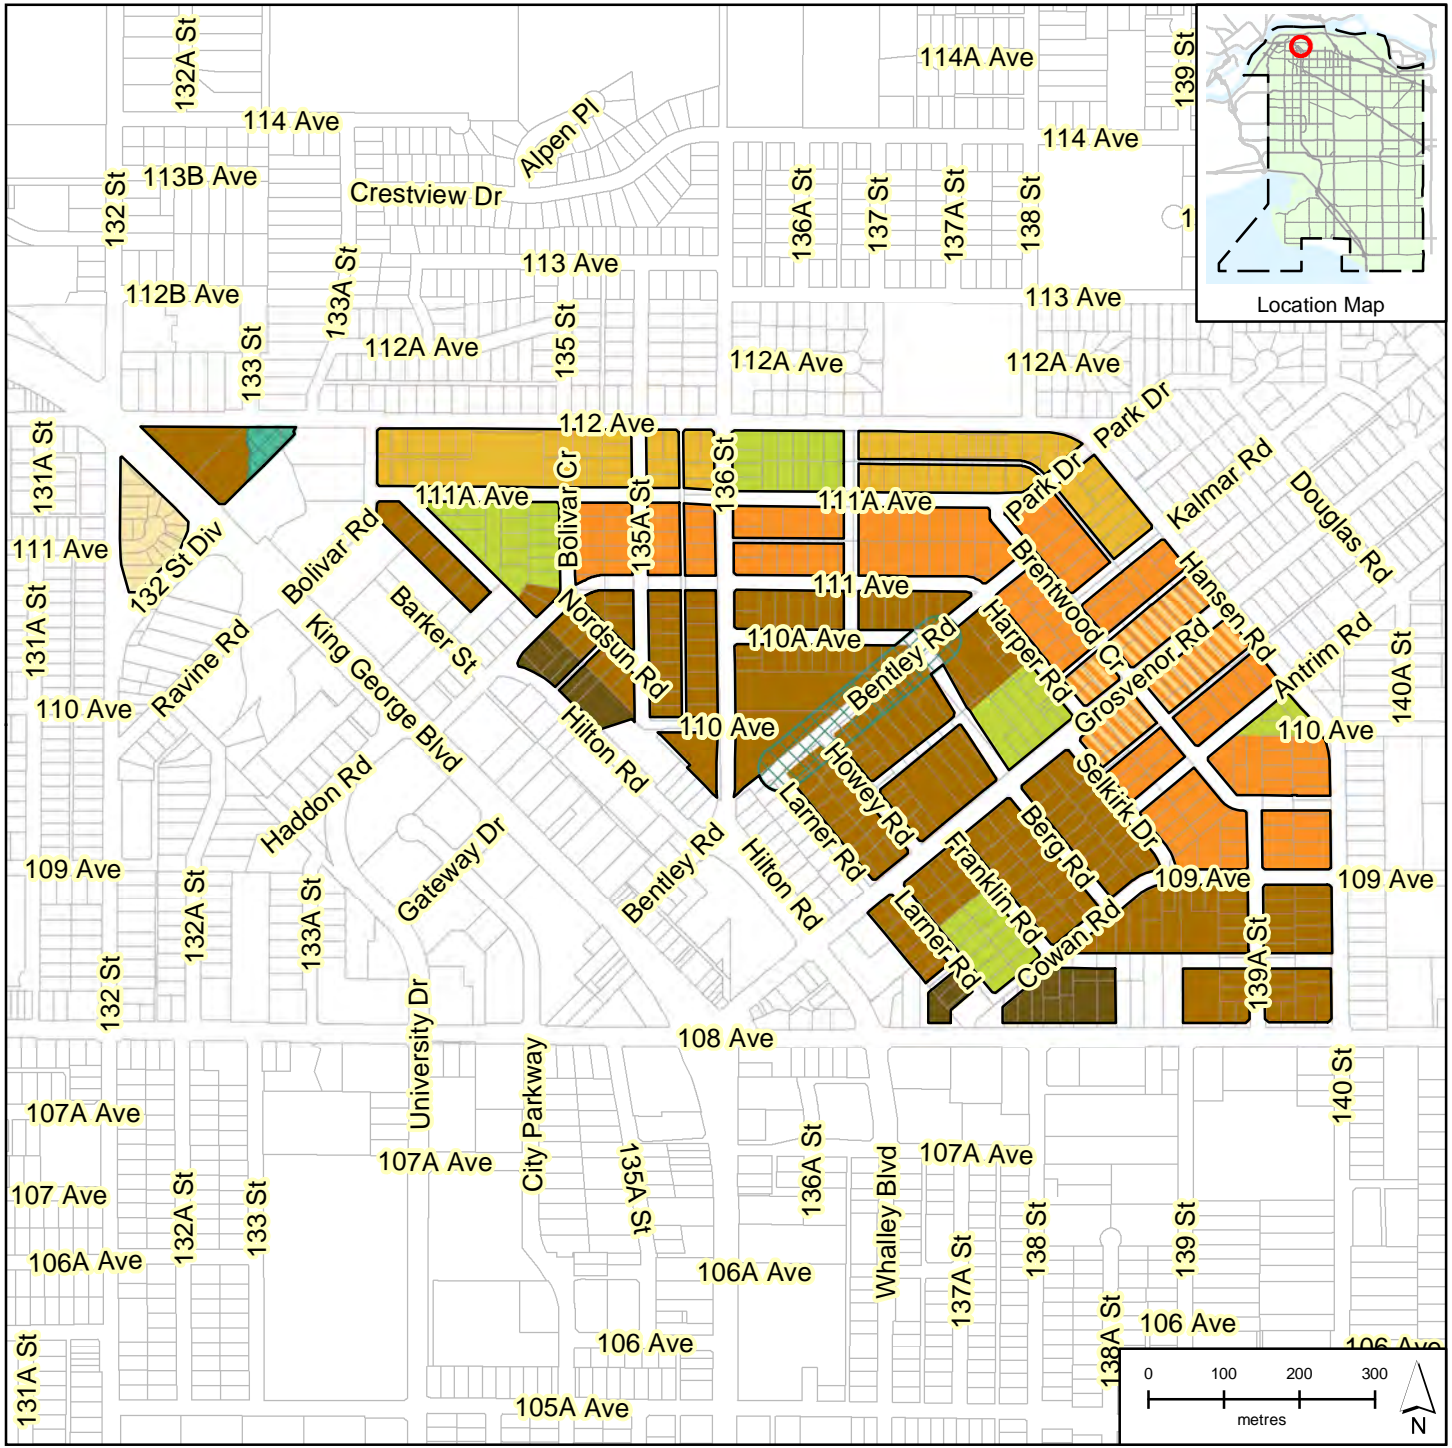 132A St
114A Ave
139 St
114 Ave
Alpen Pl
114 Ave
113B Ave
Crestview Dr
132 St
136A St
137 St
137A St
138 St
113 Ave
133A St
112B Ave
113 Ave
Location Map
133 St
112A Ave
135 St
112A Ave
112A Ave
Park Dr
131A St
112 Ave
136 St
Kalmar Rd
Douglas Rd
Bolivar Cr
111A Ave
135A St
111A Ave
Park Dr
111 Ave
132 St Div
Bolivar Rd
Hansen Rd
Brentwood Cr
111 Ave
131A St
Barker St
Nordsun Rd
110A Ave
Bentley Rd
Harper Rd
Grosvenor Rd
Antrim Rd
140A St
Ravine Rd
King George Blvd
110 Ave
Hilton Rd
110 Ave
110 Ave
Haddon Rd
Howey Rd
Larner Rd
Selkirk Dr
Berg Rd
Gateway Dr
Bentley Rd
Hilton Rd
Franklin Rd
109 Ave
109 Ave
109 Ave
132A St
133A St
Larner Rd
Cowan Rd
139A St
132 St
University Dr
108 Ave
City Parkway
140 St
107A Ave
107A Ave
135A St
136A St
Whalley Blvd
107A Ave
107 Ave
132A St
133 St
138 St
139 St
106A Ave
106A Ave
137A St
106 Ave
106 Ave
106 Ave
138A St
131A St
105A Ave
0 100 200 300
metres
N